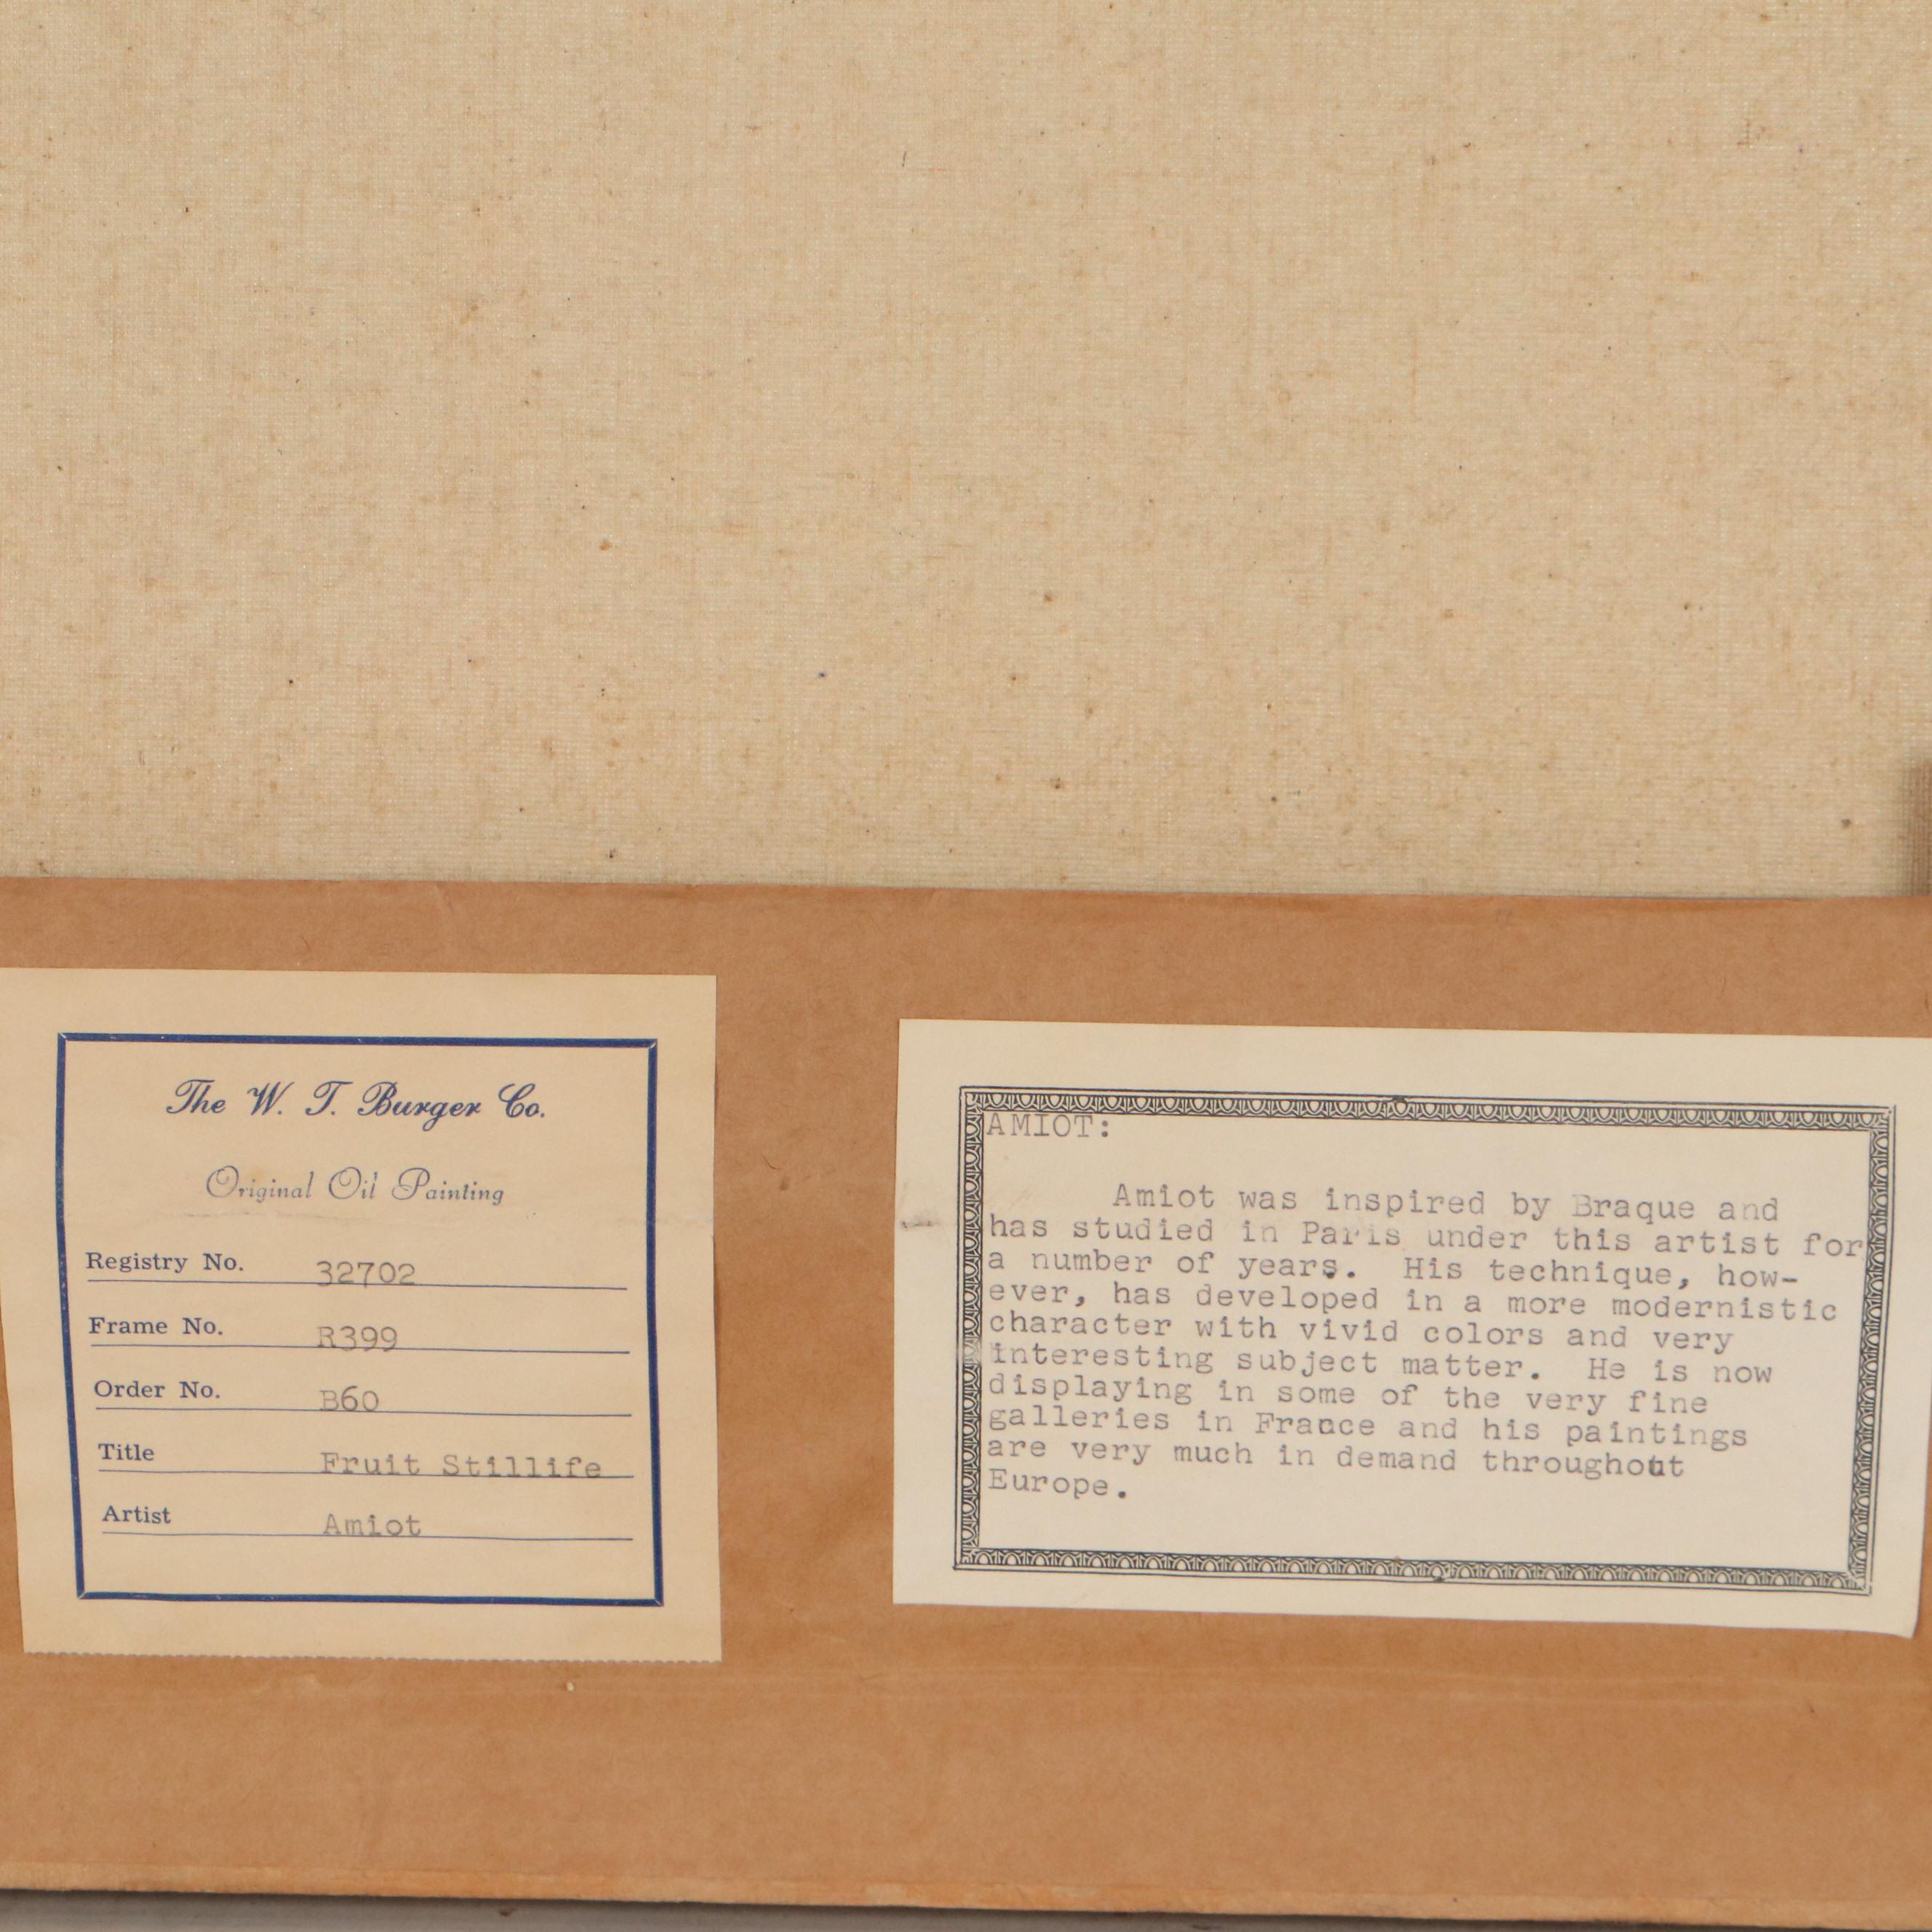 The W. T. Burger Co.
Original Oil Painting
Registry No. 32702
Frame No. R399
Order No. B60
Title Fruit Stillife
Artist Amiot
AMIOT:
Amiot was inspired by Braque and
has studied in Paris under this artist for
a number of years. His technique, how-
ever, has developed in a more modernistic
character with vivid colors and very
interesting subject matter. He is now
displaying in some of the very fine
galleries in France and his paintings
are very much in demand throughout
Europe.